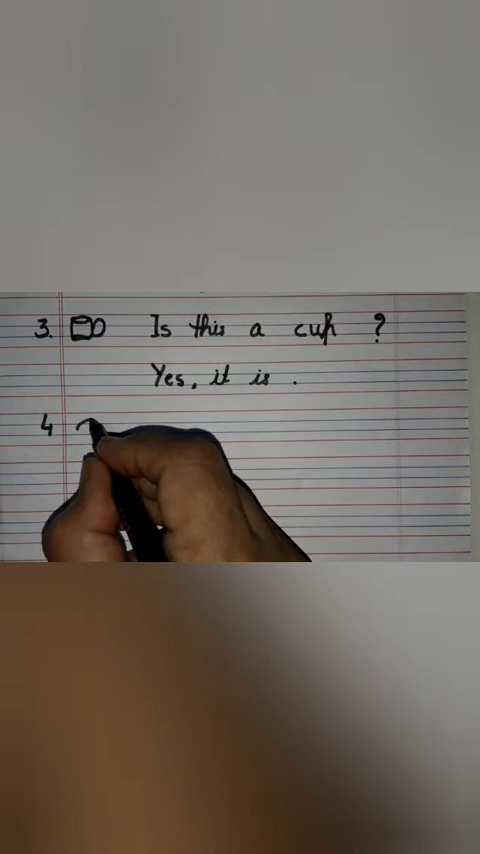 3. Is this a cup ?
Yes, it is .
4